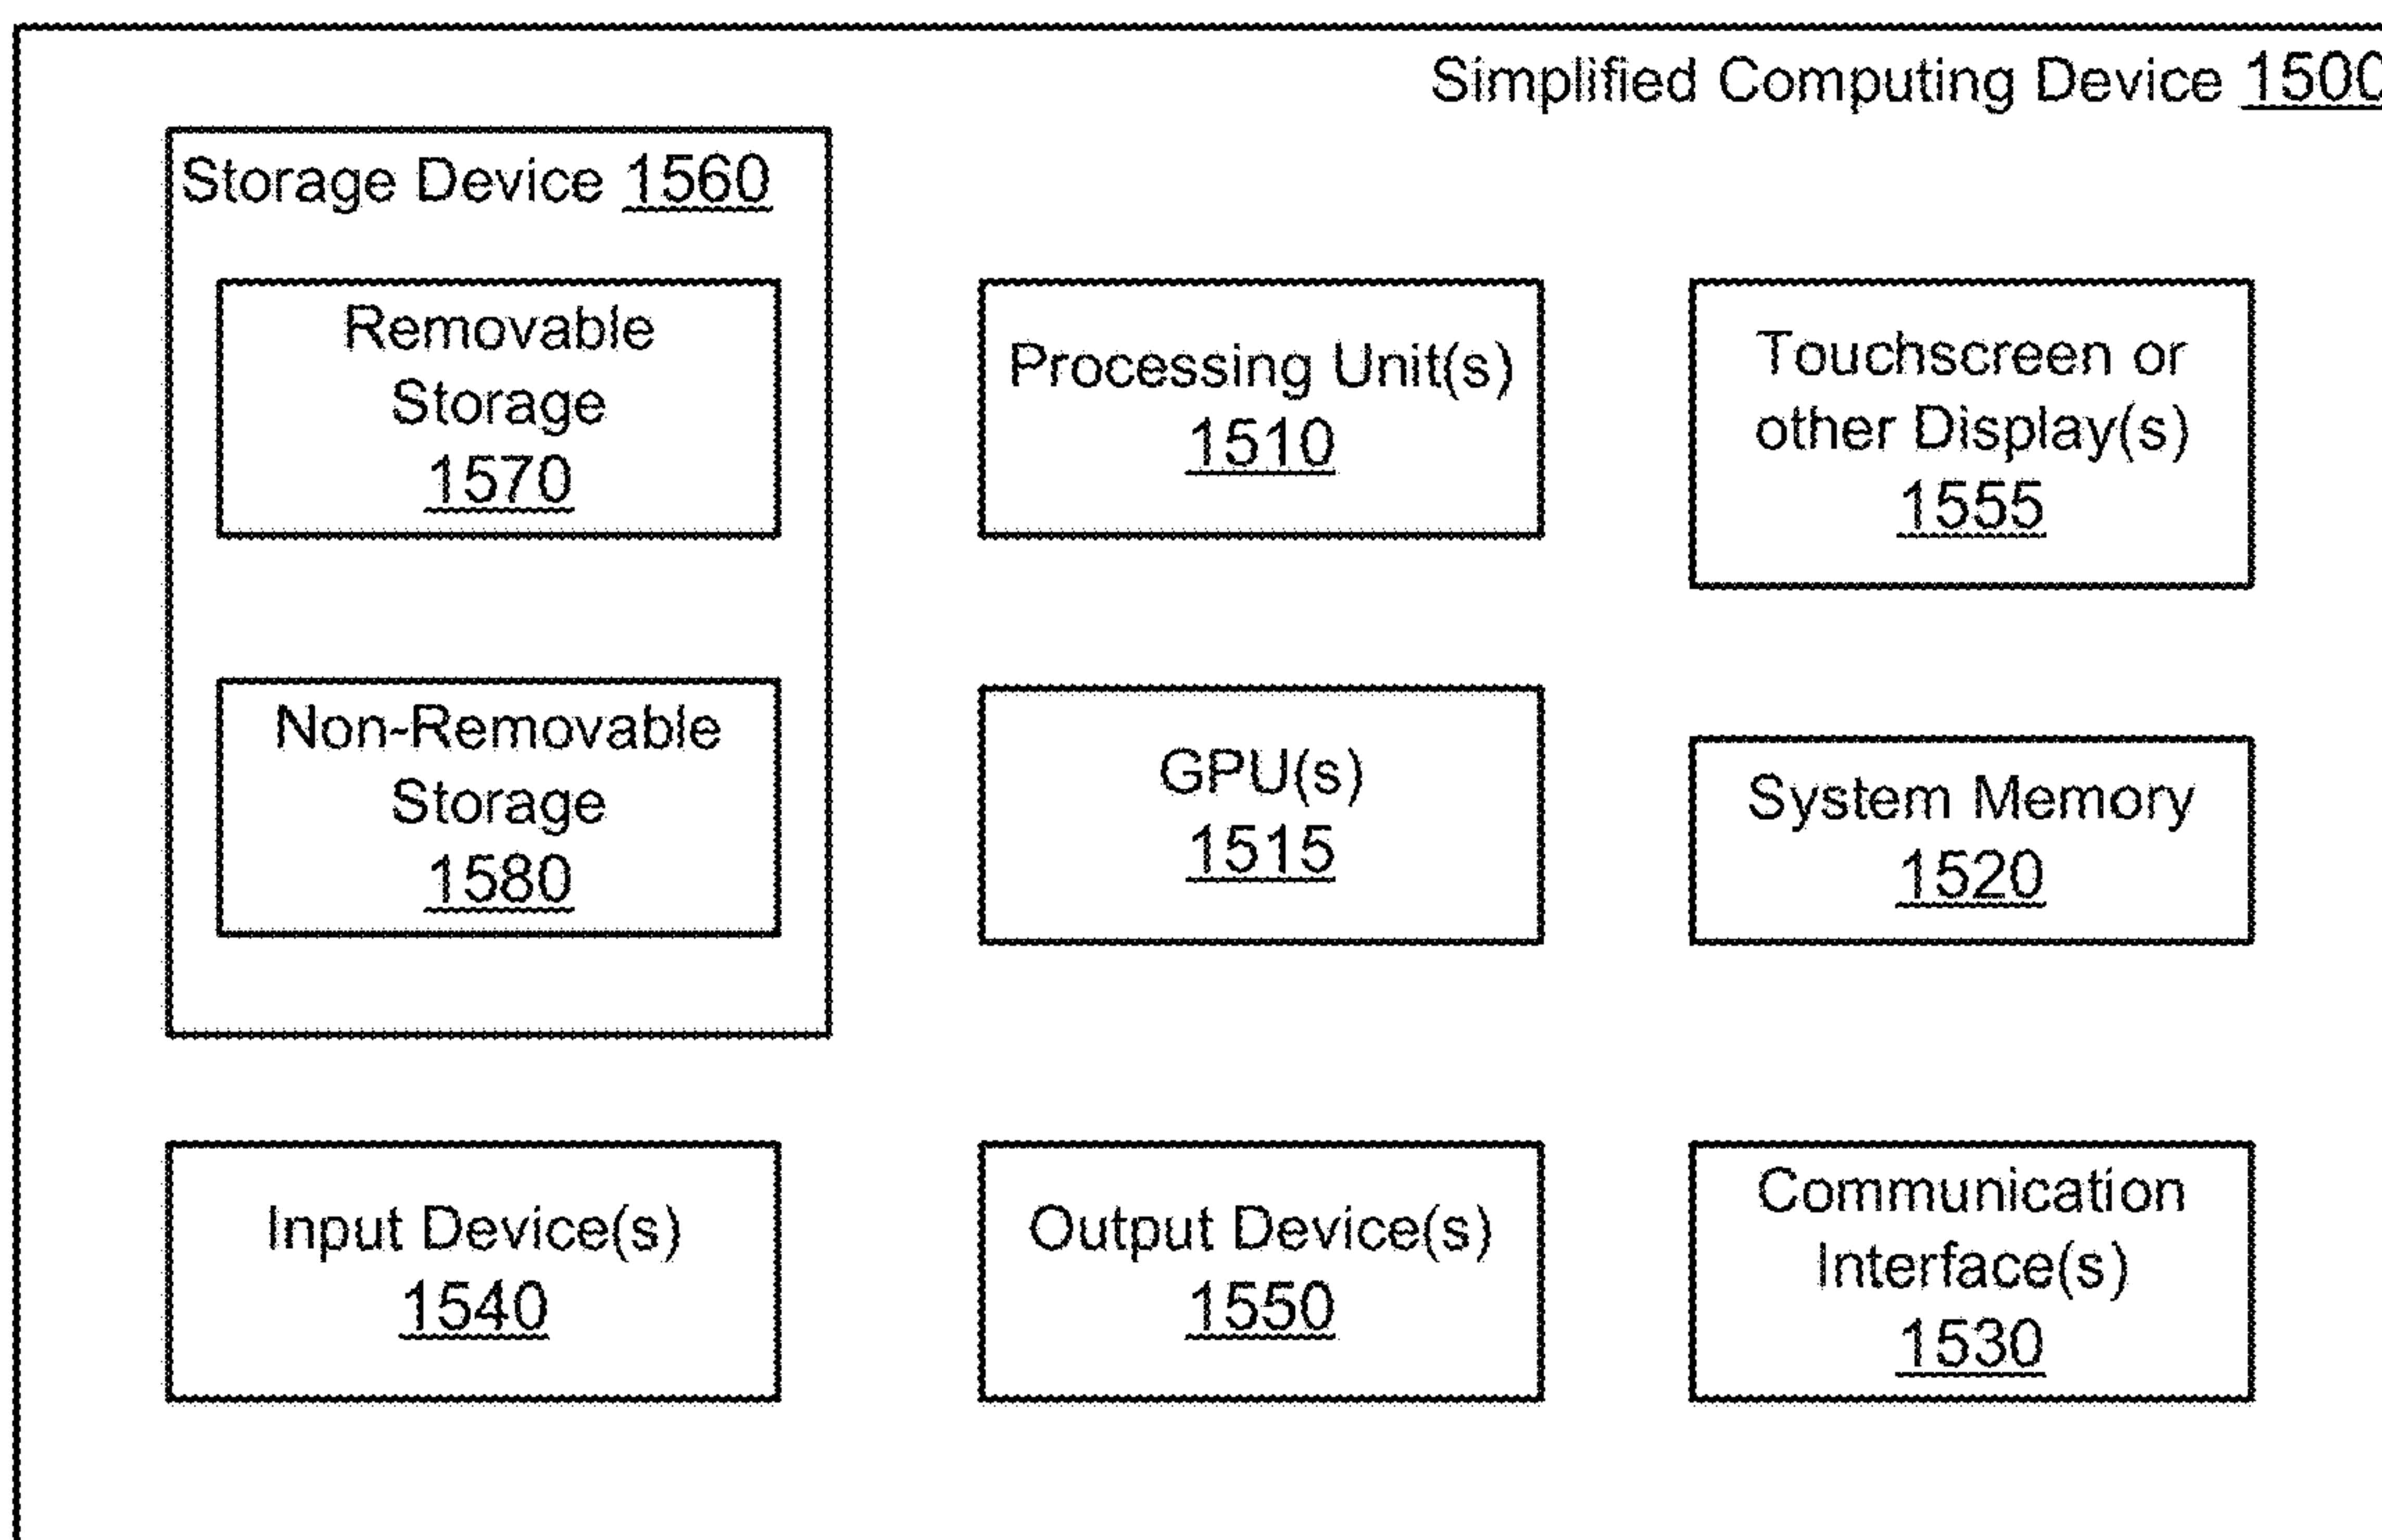 Simplified Computing Device 1500
Storage Device 1560
Removable
Storage
1570
Processing Unit(s)
1510
Touchscreen or
other Display(s)
1555
Non-Removable
Storage
1580
GPU(s)
1515
System Memory
1520
Input Device(s)
1540
Output Device(s)
1550
Communication
Interface(s)
1530